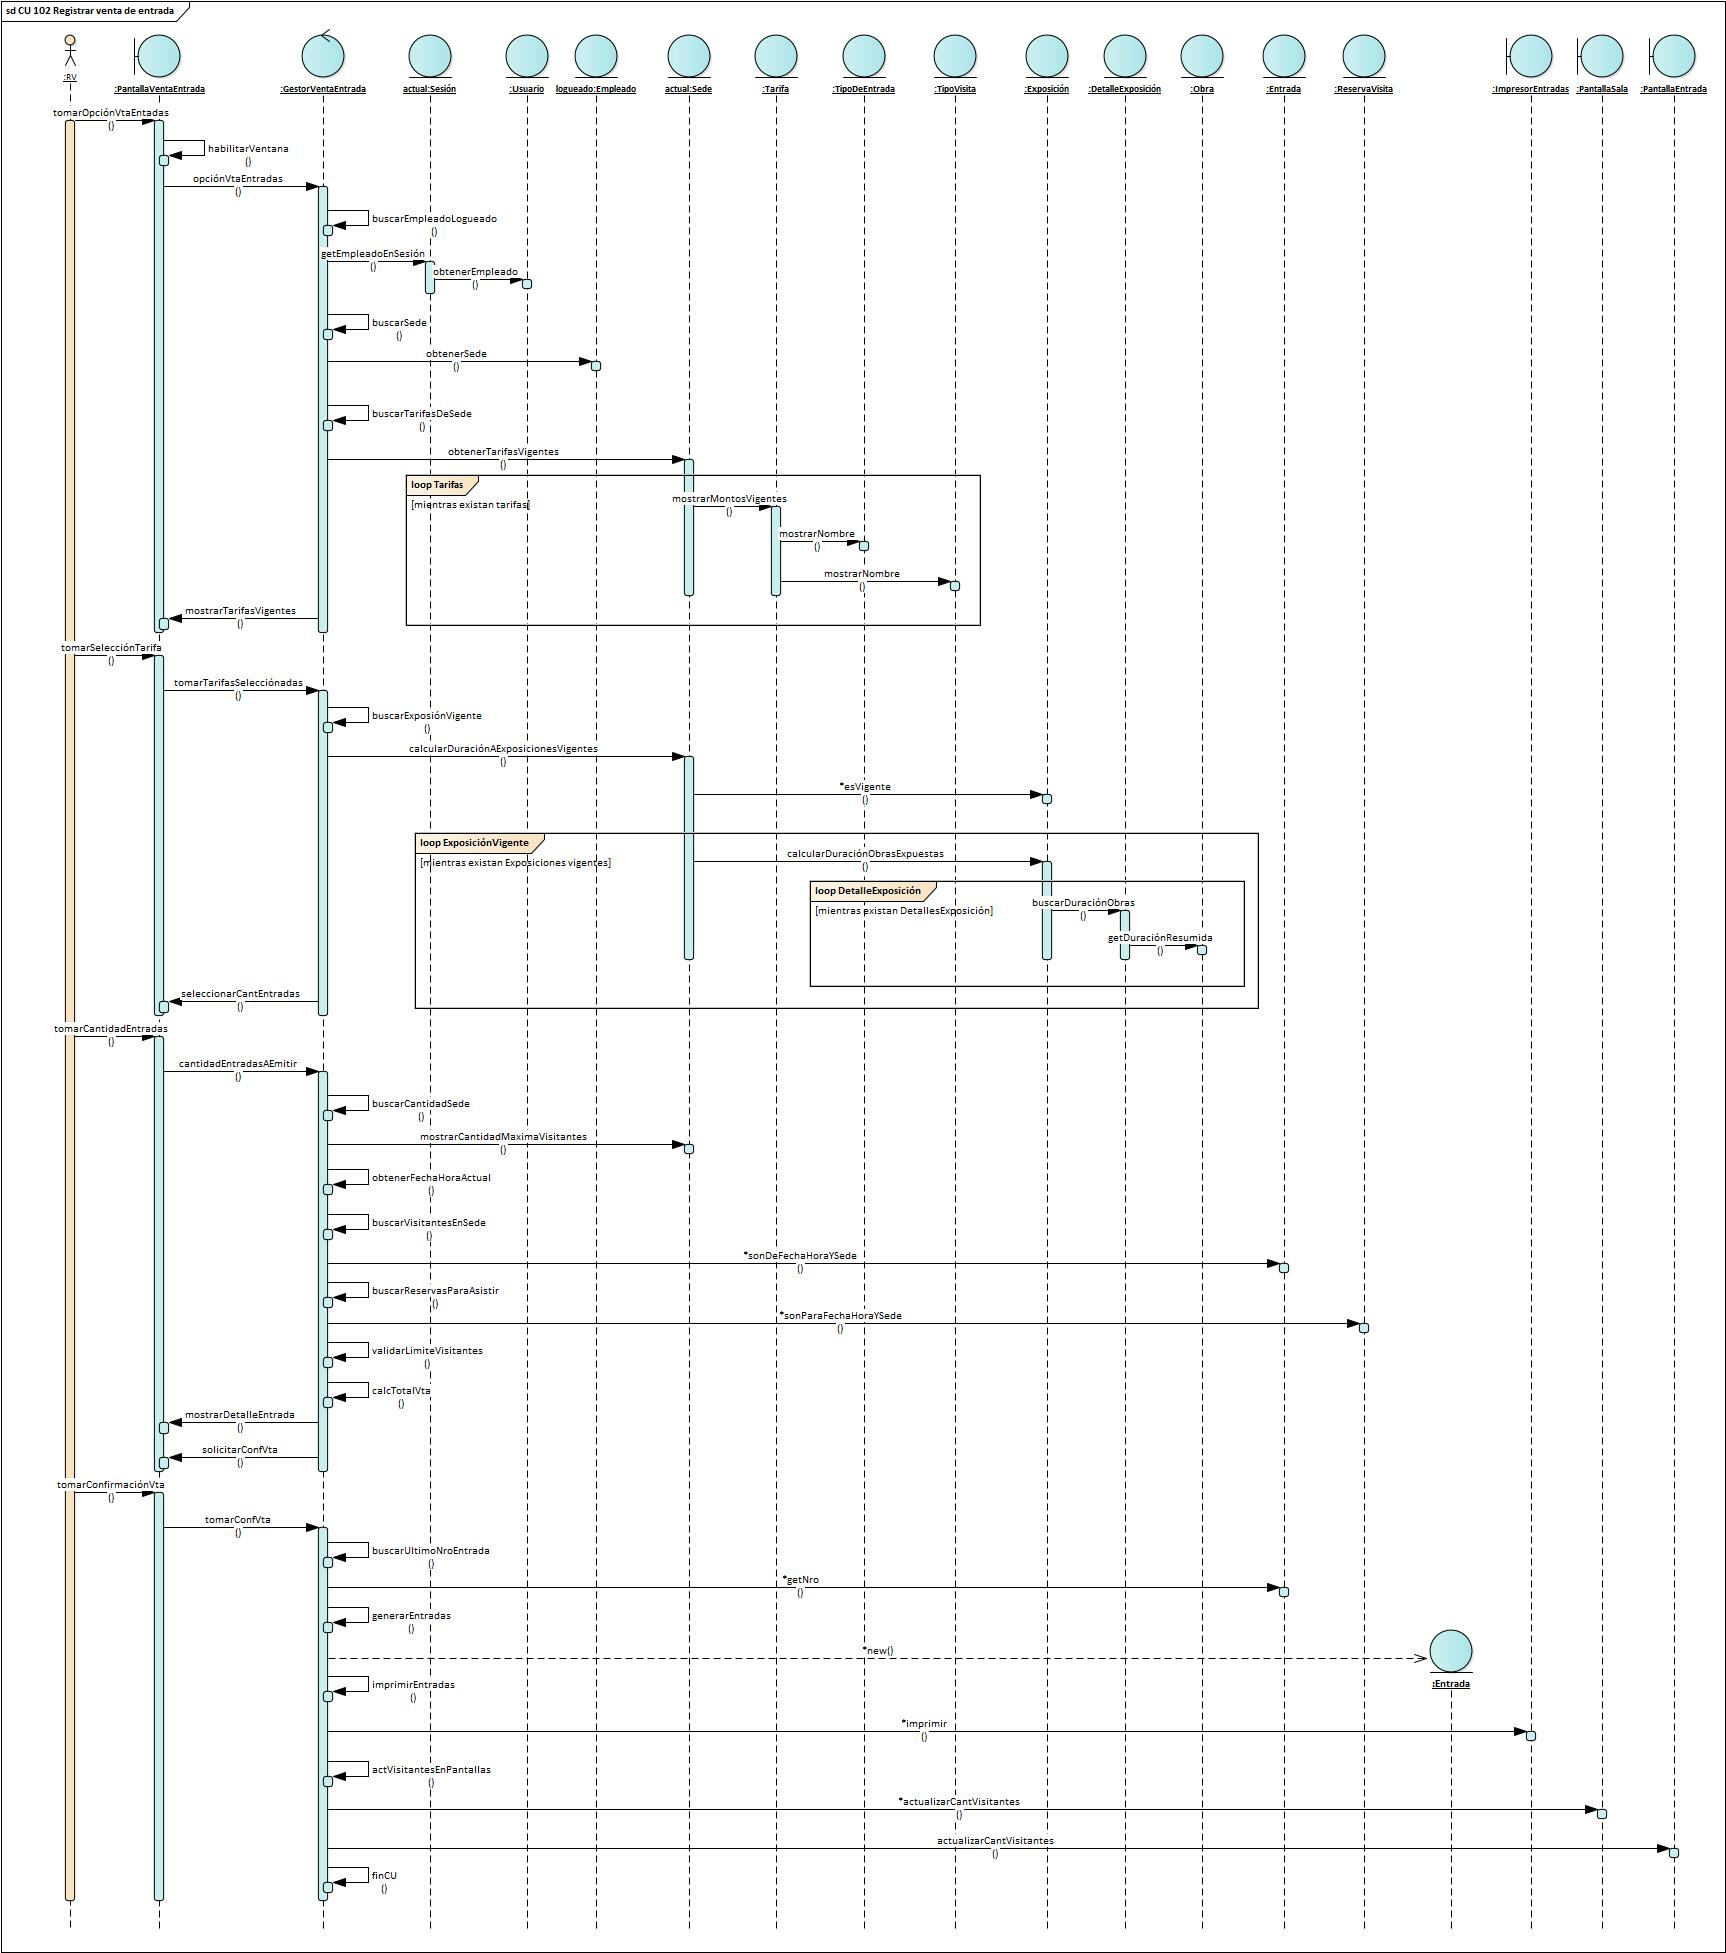 sd CU 102 Registrar venta de entrada
:RV
:PantallaVentaEntrada
:GestorVentaEntrada
actual:Sesión
:Usuario
logueado:Empleado
actual:Sede
:Tarifa
:TipoDeEntrada
:TipoVisita
:Exposición
:DetalleExposición
:Obra
:Entrada
:ReservaVisita
:ImpresorEntradas
:PantallaSala
:PantallaEntrada
tomarOpciónVtaEntadas
()
habilitarVentana
()
opciónVtaEntradas
()
buscarEmpleadoLogueado
()
getEmpleadoEnSesión
()
obtenerEmpleado
()
buscarSede
()
obtenerSede
()
buscarTarifasDeSede
()
obtenerTarifasVigentes
()
loop Tarifas
[mientras existan tarifas]
mostrarMontosVigentes
()
mostrarNombre
()
mostrarNombre
()
mostrarTarifasVigentes
()
tomarSelecciónTarifa
()
tomarTarifasSelecciónadas
()
buscarExposiónVigente
()
calcularDuraciónAExposicionesVigentes
()
*esVigente
()
loop ExposiciónVigente
[mientras existan Exposiciones vigentes]
calcularDuraciónObrasExpuestas
()
loop DetalleExposición
[mientras existan DetallesExposición]
buscarDuraciónObras
()
getDuraciónResumida
()
seleccionarCantEntradas
()
tomarCantidadEntradas
()
cantidadEntradasAEmitir
()
buscarCantidadSede
()
mostrarCantidadMaximaVisitantes
()
obtenerFechaHoraActual
()
buscarVisitantesEnSede
()
*sonDeFechaHoraYSede
()
buscarReservasParaAsistir
()
*sonParaFechaHoraYSede
()
validarLimiteVisitantes
()
calcTotalVta
()
mostrarDetalleEntrada
()
solicitarConfVta
()
tomarConfirmaciónVta
()
tomarConfVta
()
buscarUltimoNroEntrada
()
*getNro
()
generarEntradas
()
*new()
:Entrada
imprimirEntradas
()
*imprimir
()
actVisitantesEnPantallas
()
*actualizarCantVisitantes
()
actualizarCantVisitantes
()
finCU
()